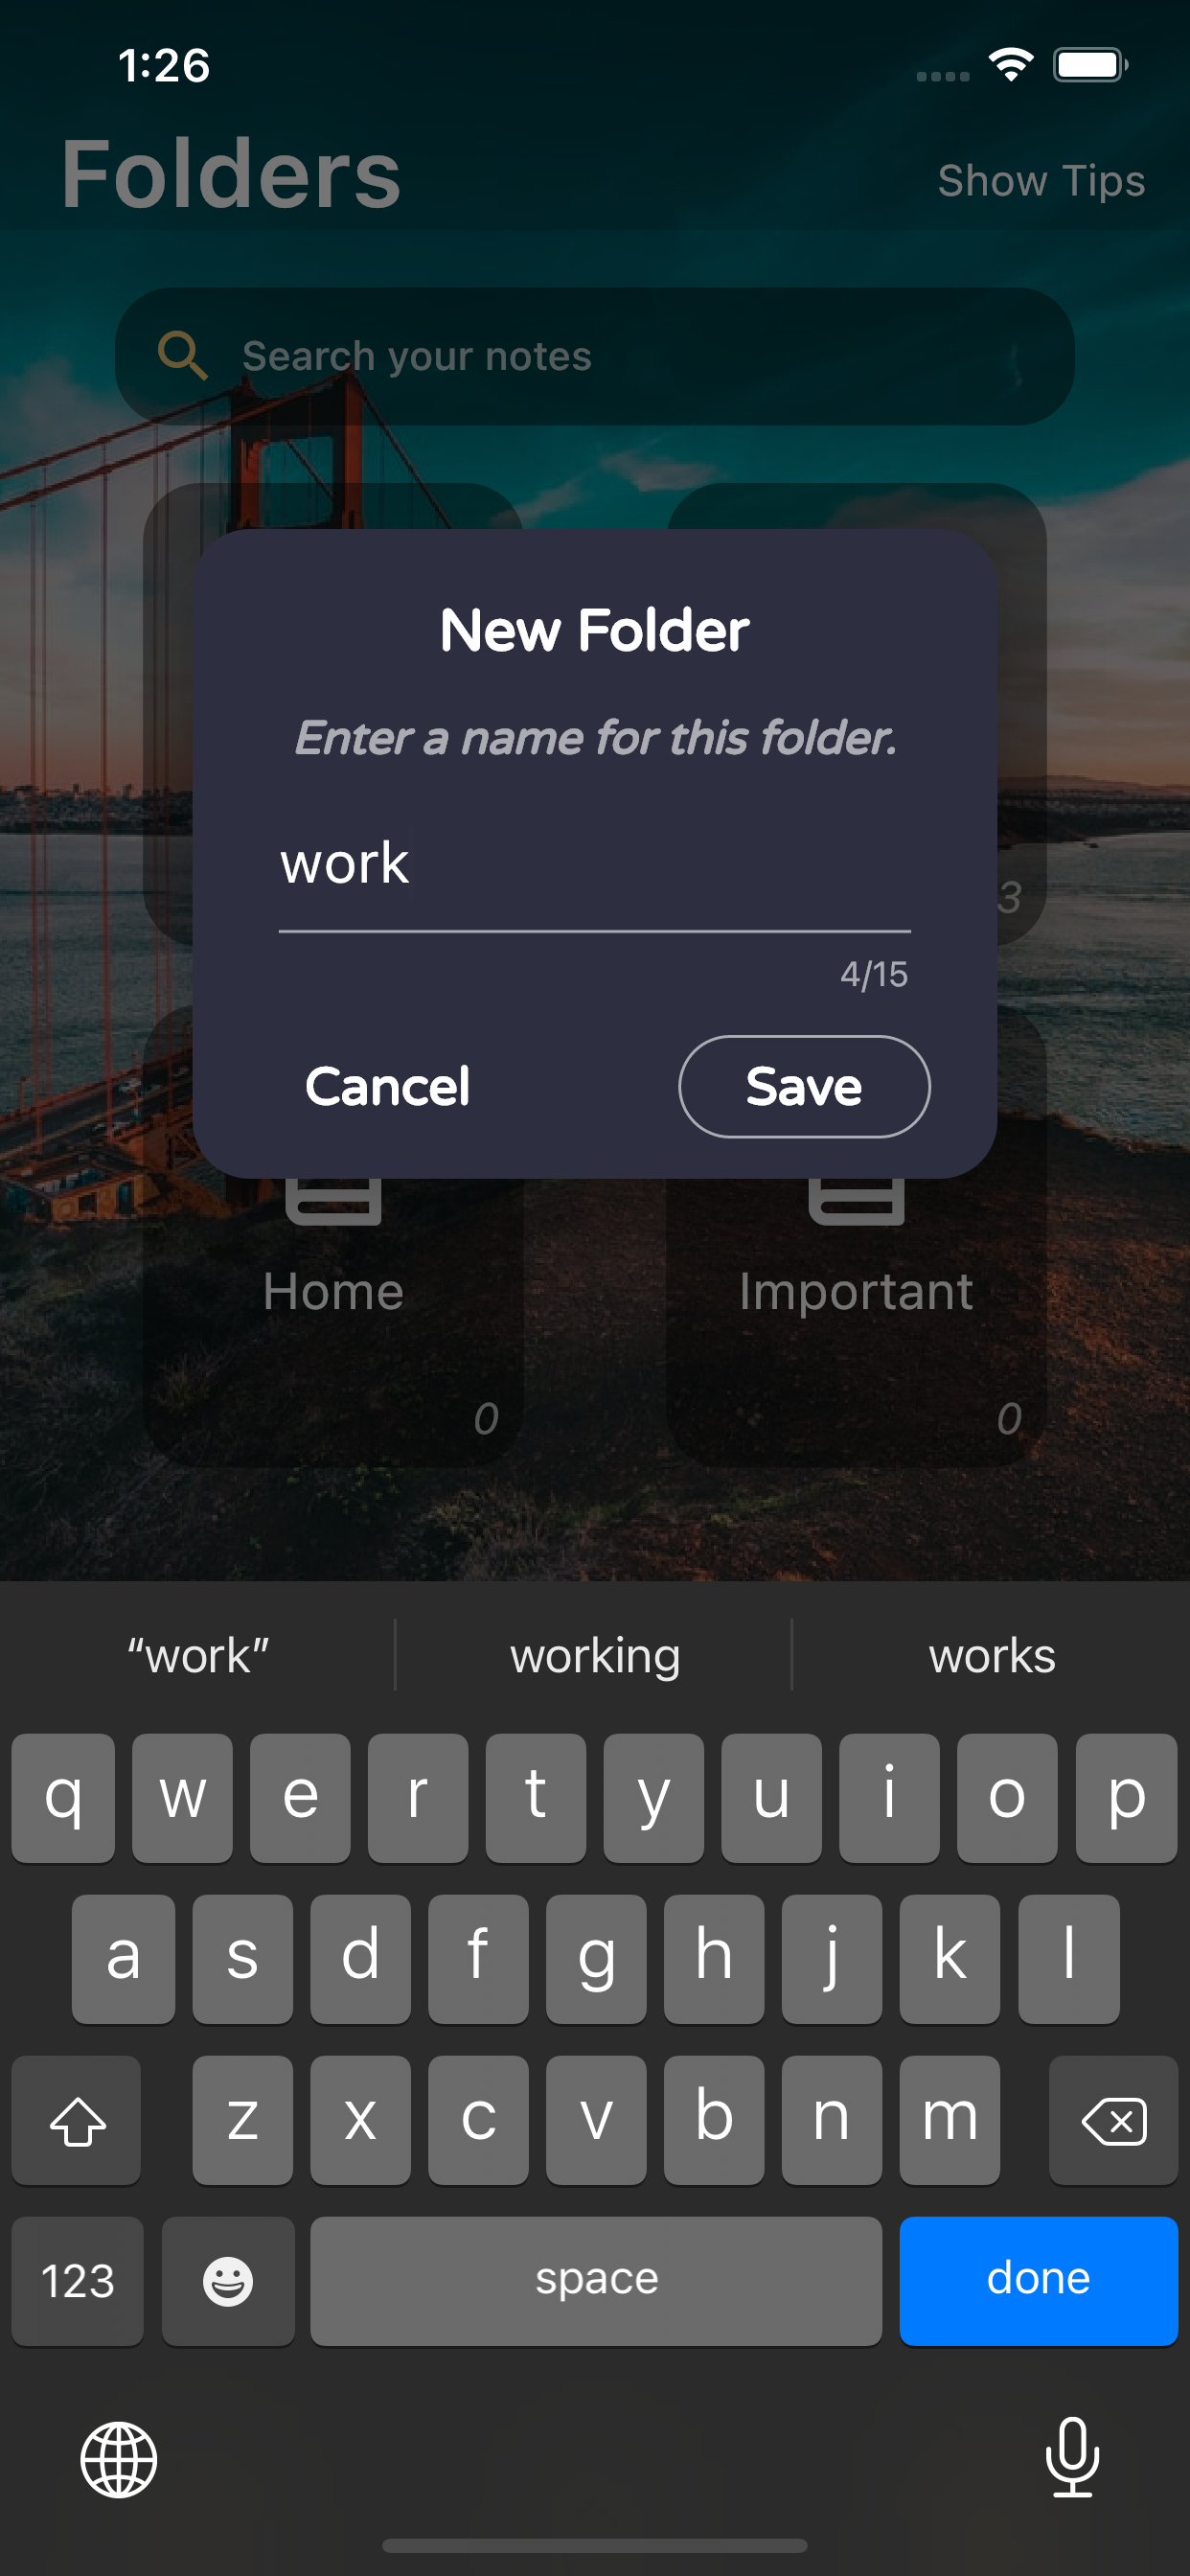 1:26
Folders
Show Tips
Search your notes
New Folder
Enter a name for this folder.
work
3
4/15
Cancel Save
Home Important
0 0
“work” working works
q w e r t y u i o p
a s d f g h j k l
z x c v b n m
123 space done